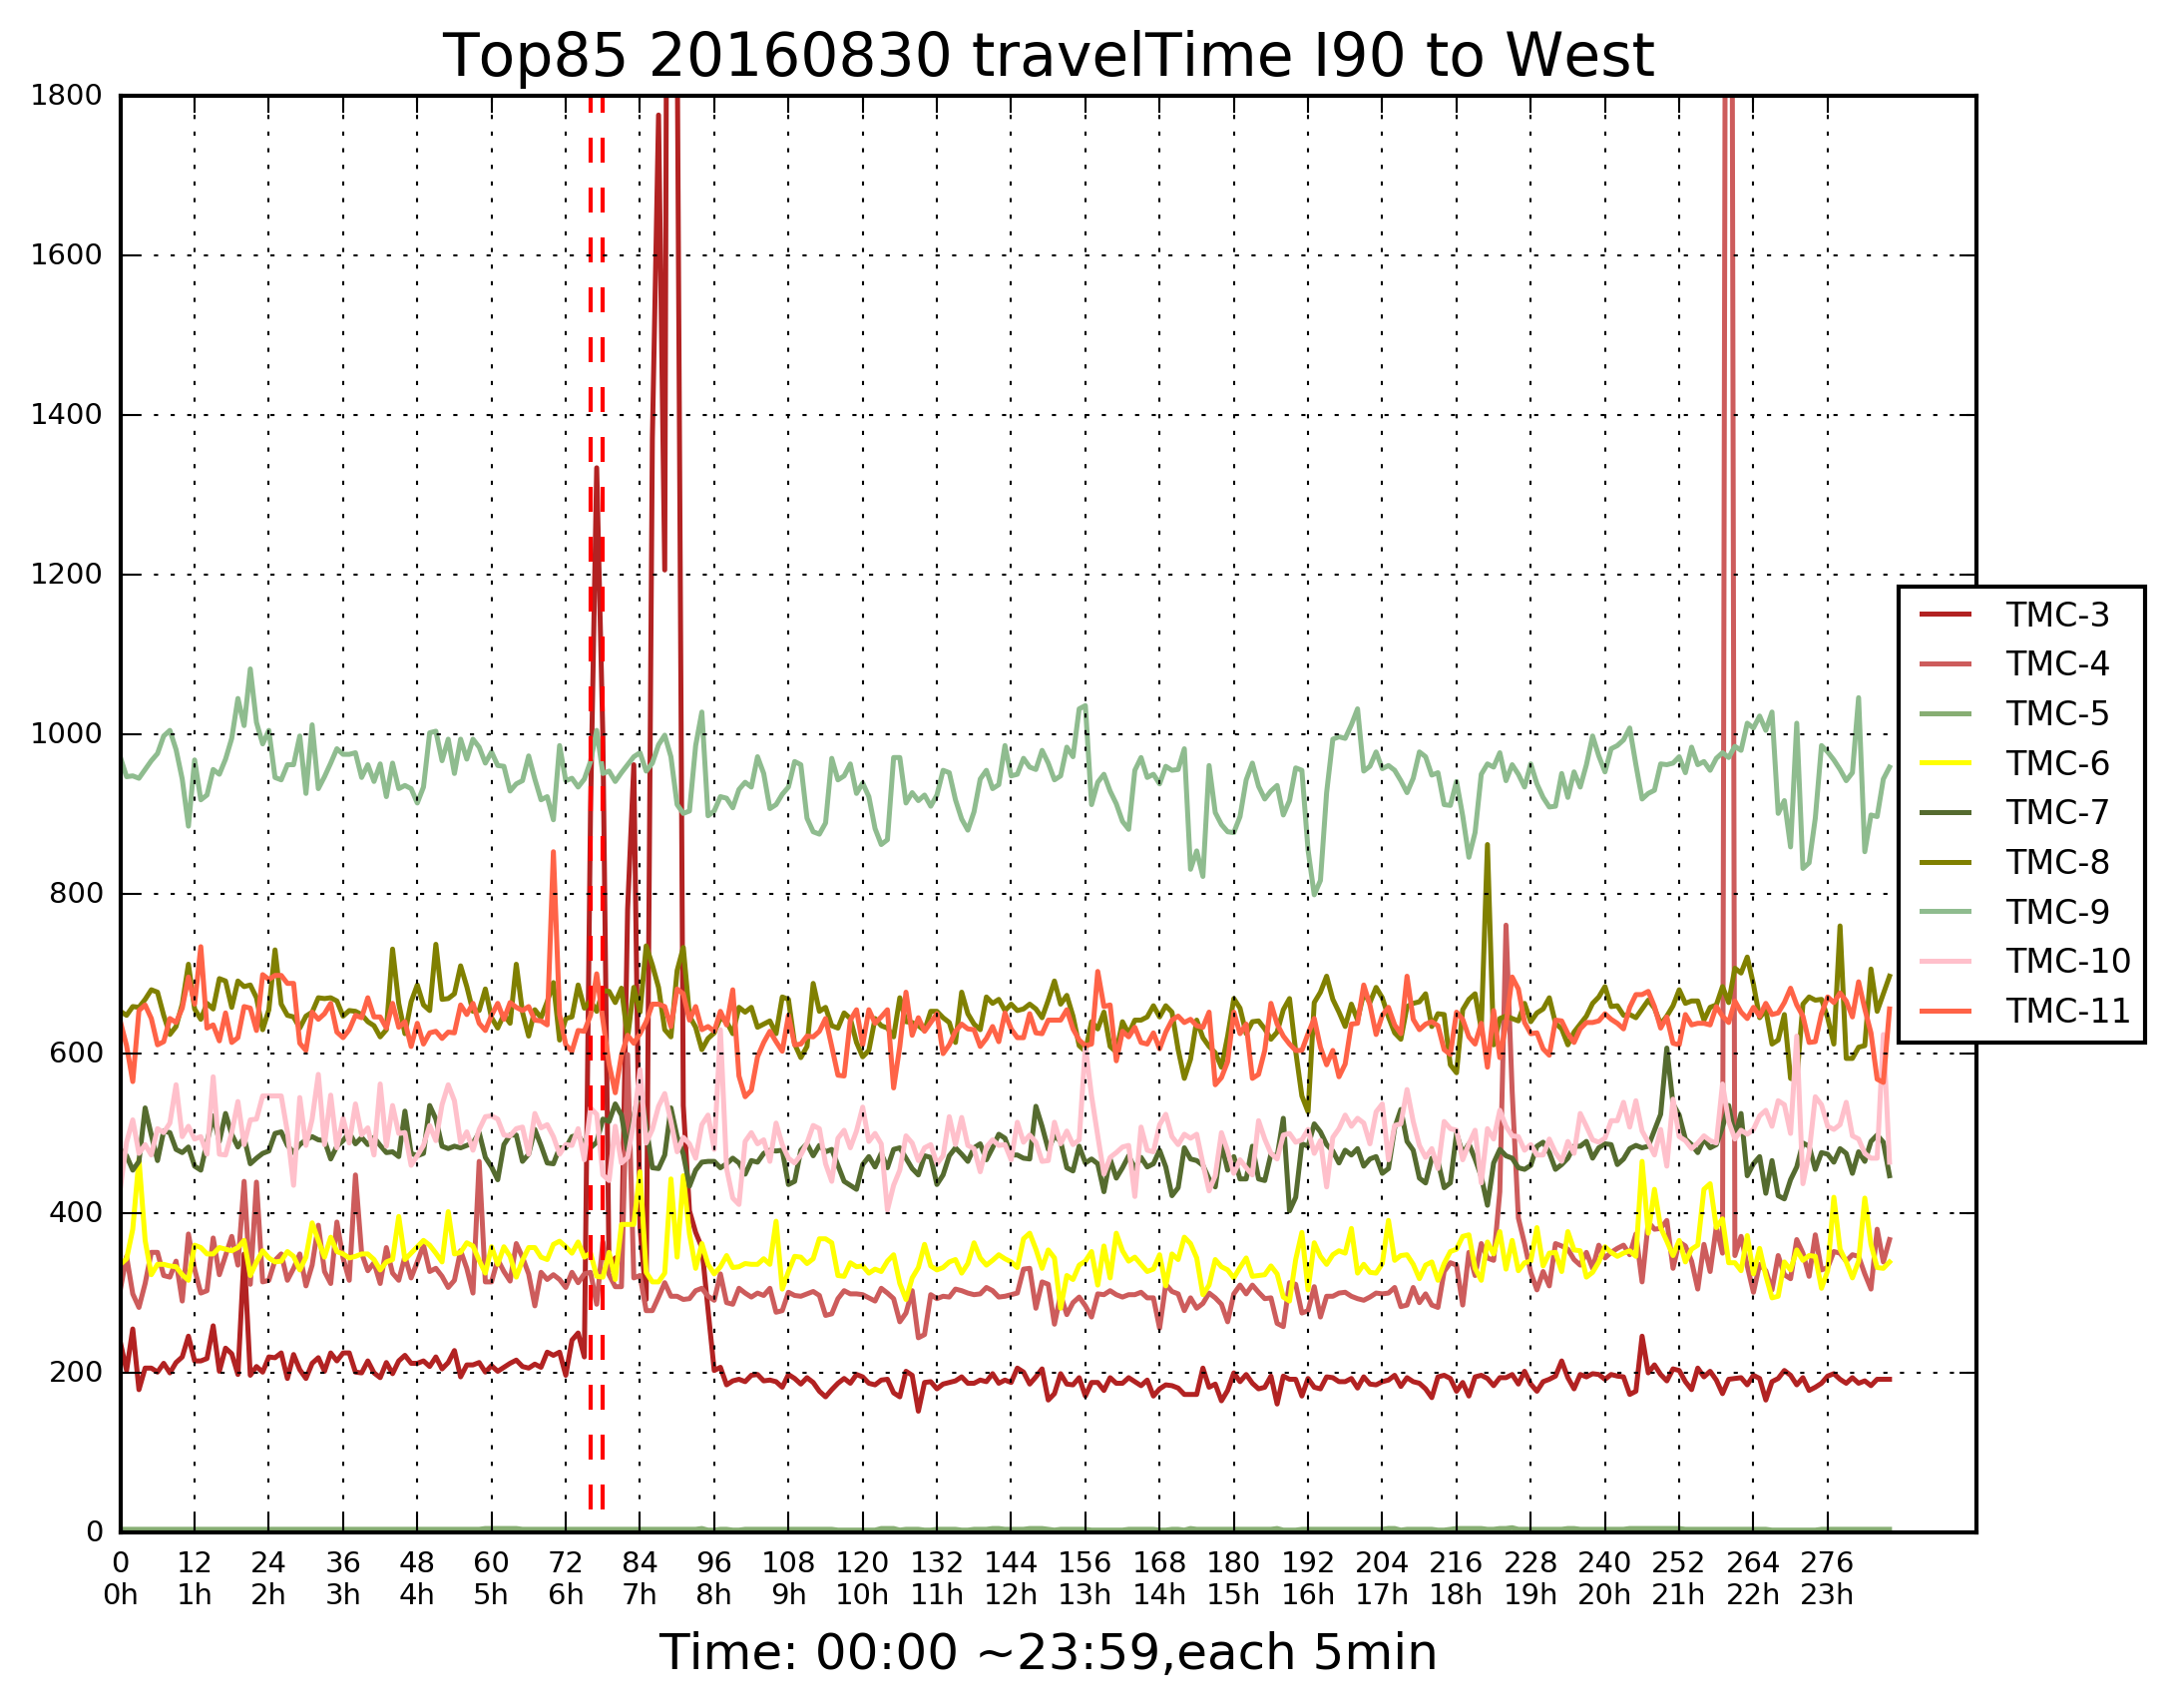 Top85 20160830 travelTime I90 to West
1800
1600
1400
1200
1000
800
600
400
200
0
TMC-3
TMC-4
TMC-5
TMC-6
TMC-7
TMC-8
TMC-9
TMC-10
TMC-11
0 12 24 36 48 60 72 84 96 108 120 132 144 156 168 180 192 204 216 228 240 252 264 276
0h 1h 2h 3h 4h 5h 6h 7h 8h 9h 10h 11h 12h 13h 14h 15h 16h 17h 18h 19h 20h 21h 22h 23h
Time: 00:00 ~23:59,each 5min